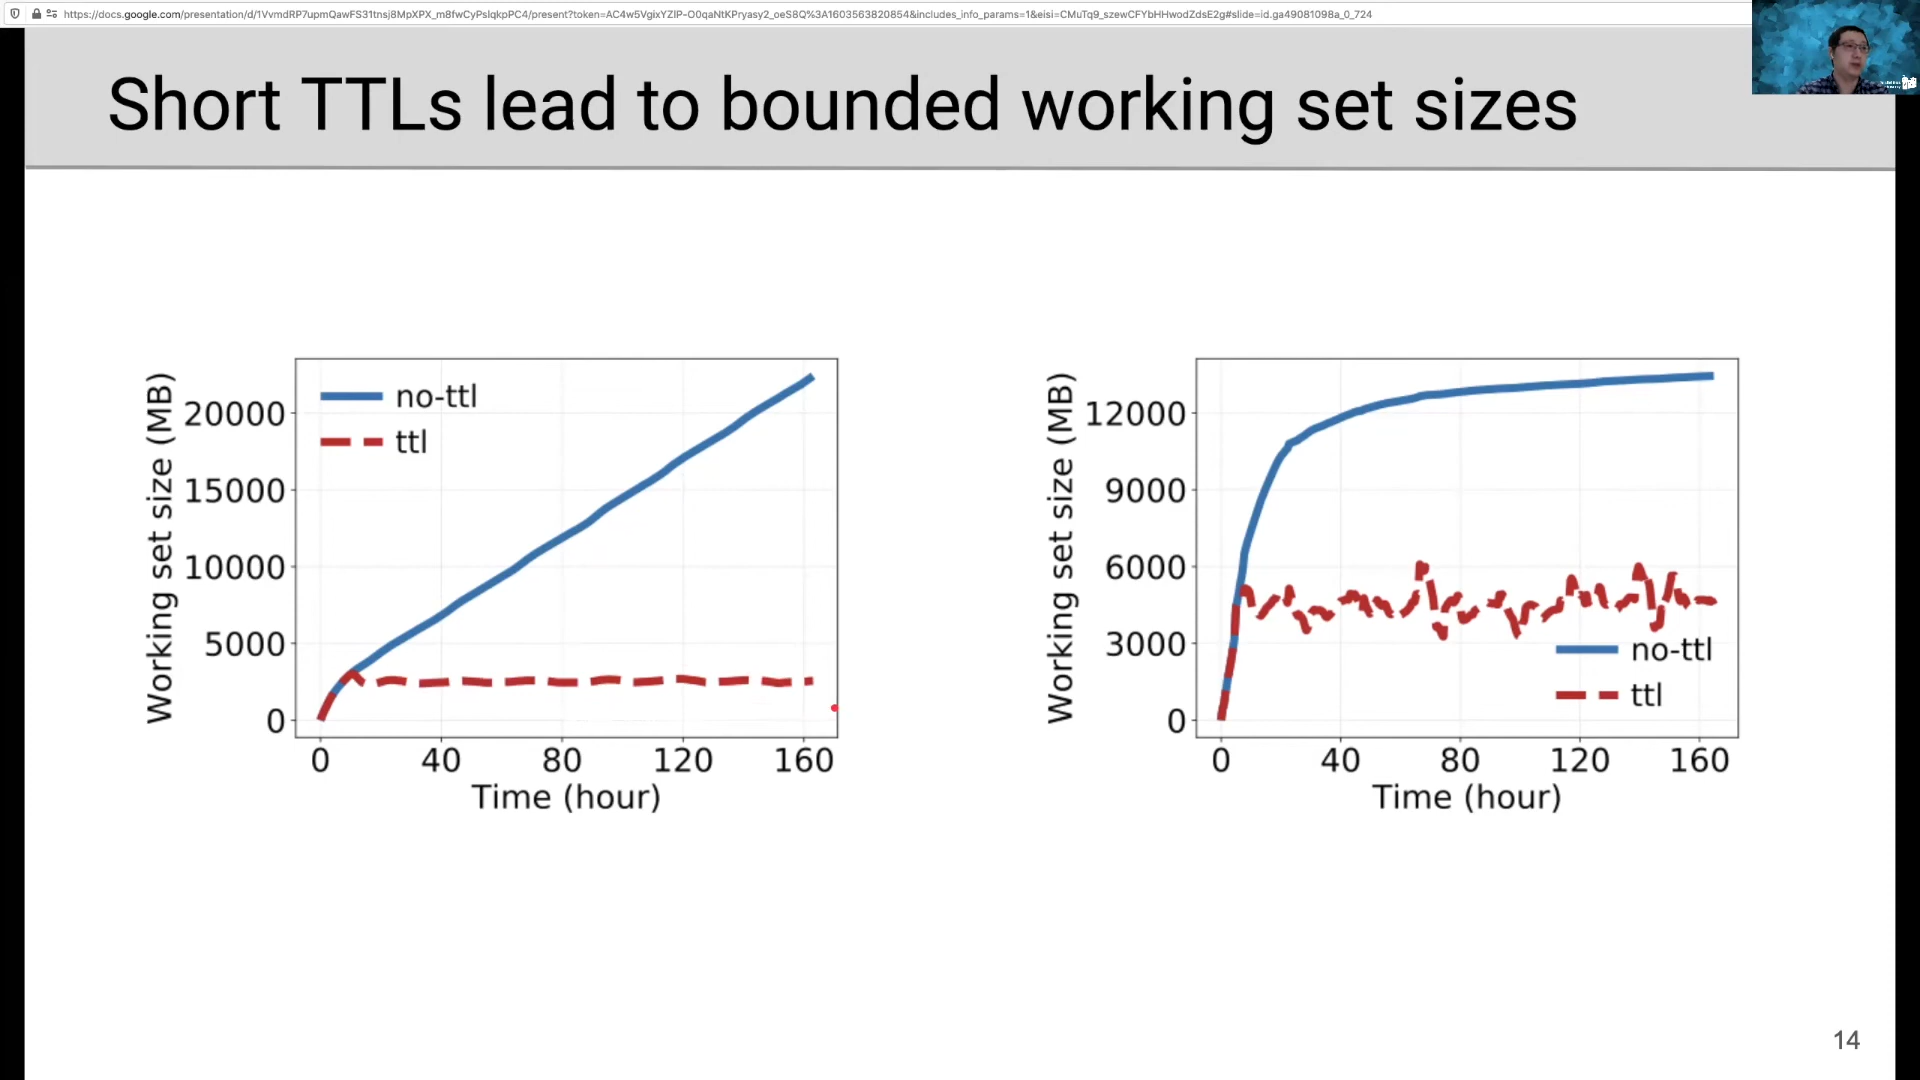 https://docs.google.com/presentation/d/1VvmdRP7upmQawFS31tnsj8MpXPX_m8fwCyPslqkpPC4/present?token=AC4w5VgixYZlP-O0qaNtKPryasy2_oeS8Q%3A1603563820854&includes_info_params=1&eisi=CMuTq9_szewCFYbHHwodZdsE2g#slide=id.ga49081098a_0_724
Short TTLs lead to bounded working set sizes
Working set size (MB)
20000
15000
10000
5000
0
no-ttl
ttl
0 40 80 120 160
Time (hour)
Working set size (MB)
12000
9000
6000
3000
0
no-ttl
ttl
0 40 80 120 160
Time (hour)
14